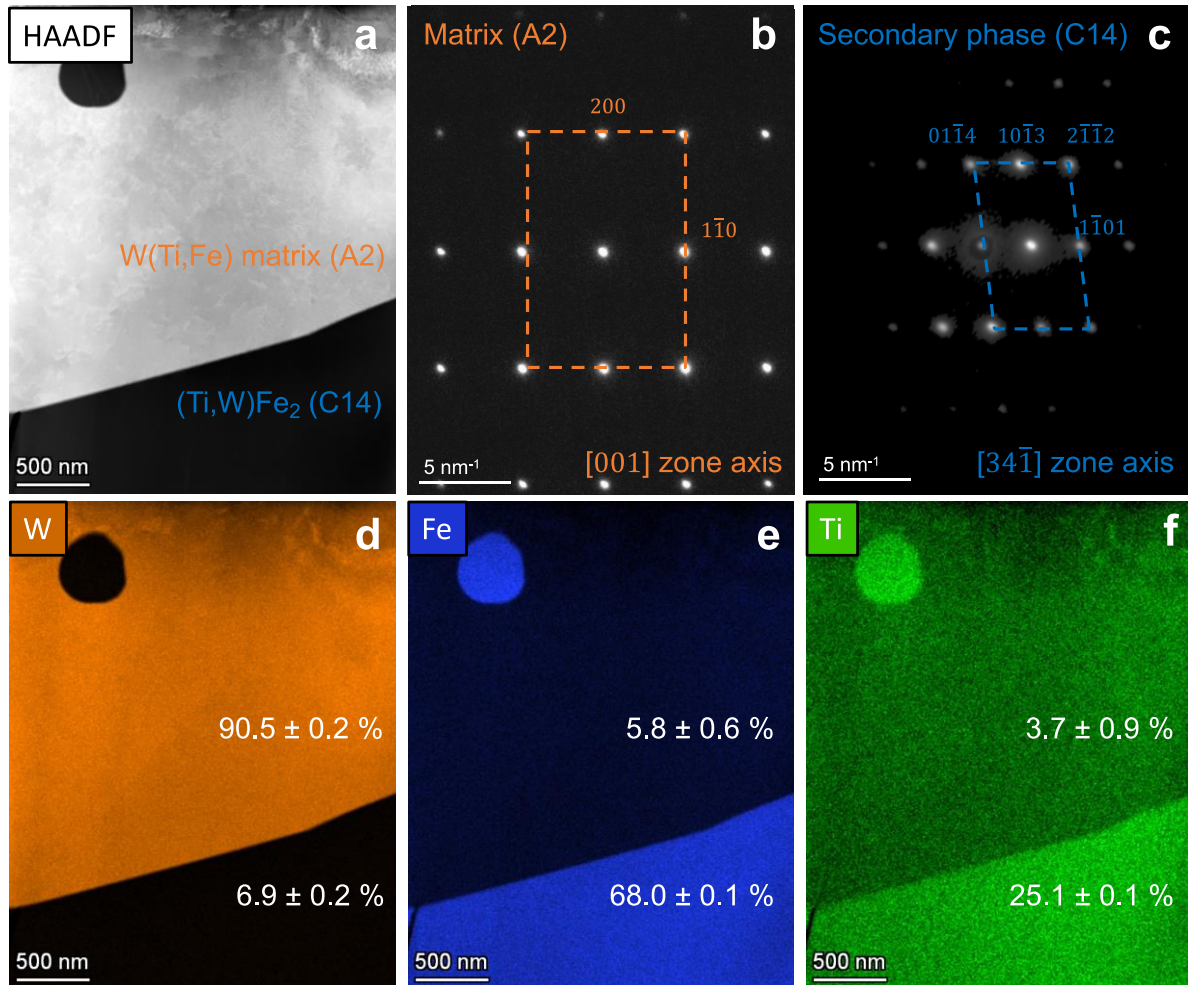 HAADF
a
W(Ti,Fe) matrix (A2)
(Ti,W)Fe₂ (C14)
500 nm
Matrix (A2)
b
200
11̅0
5 nm⁻¹
[001] zone axis
Secondary phase (C14)
c
011̅4 101̅3 21̅1̅2
11̅01
5 nm⁻¹
[341̅] zone axis
W
d
90.5 ± 0.2 %
6.9 ± 0.2 %
500 nm
Fe
e
5.8 ± 0.6 %
68.0 ± 0.1 %
500 nm
Ti
f
3.7 ± 0.9 %
25.1 ± 0.1 %
500 nm